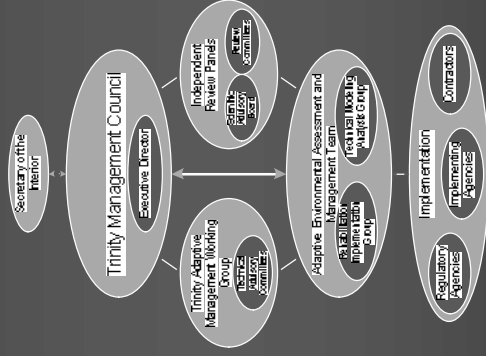 Secretary of the
Interior
Trinity Management Council
Executive Director
Trinity Adaptive
Management Working
Group
Technical
Advisory
Committees
Independent
Review Panels
Scientific
Advisory
Board
Review
Committees
Adaptive Environmental Assessment and
Management Team
Rehabilitation
Implementation
Group
Technical Modeling
Analysis Group
Implementation
Regulatory
Agencies
Implementing
Agencies
Contractors